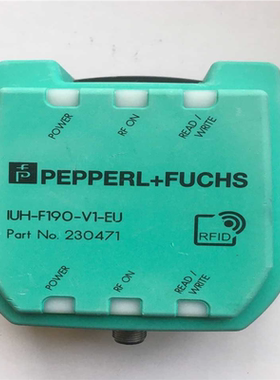 POWER RF ON READ / WRITE
PEPPERL+FUCHS
IUH-F190-V1-EU
Part No. 230471
RFID
POWER RF ON READ / WRITE